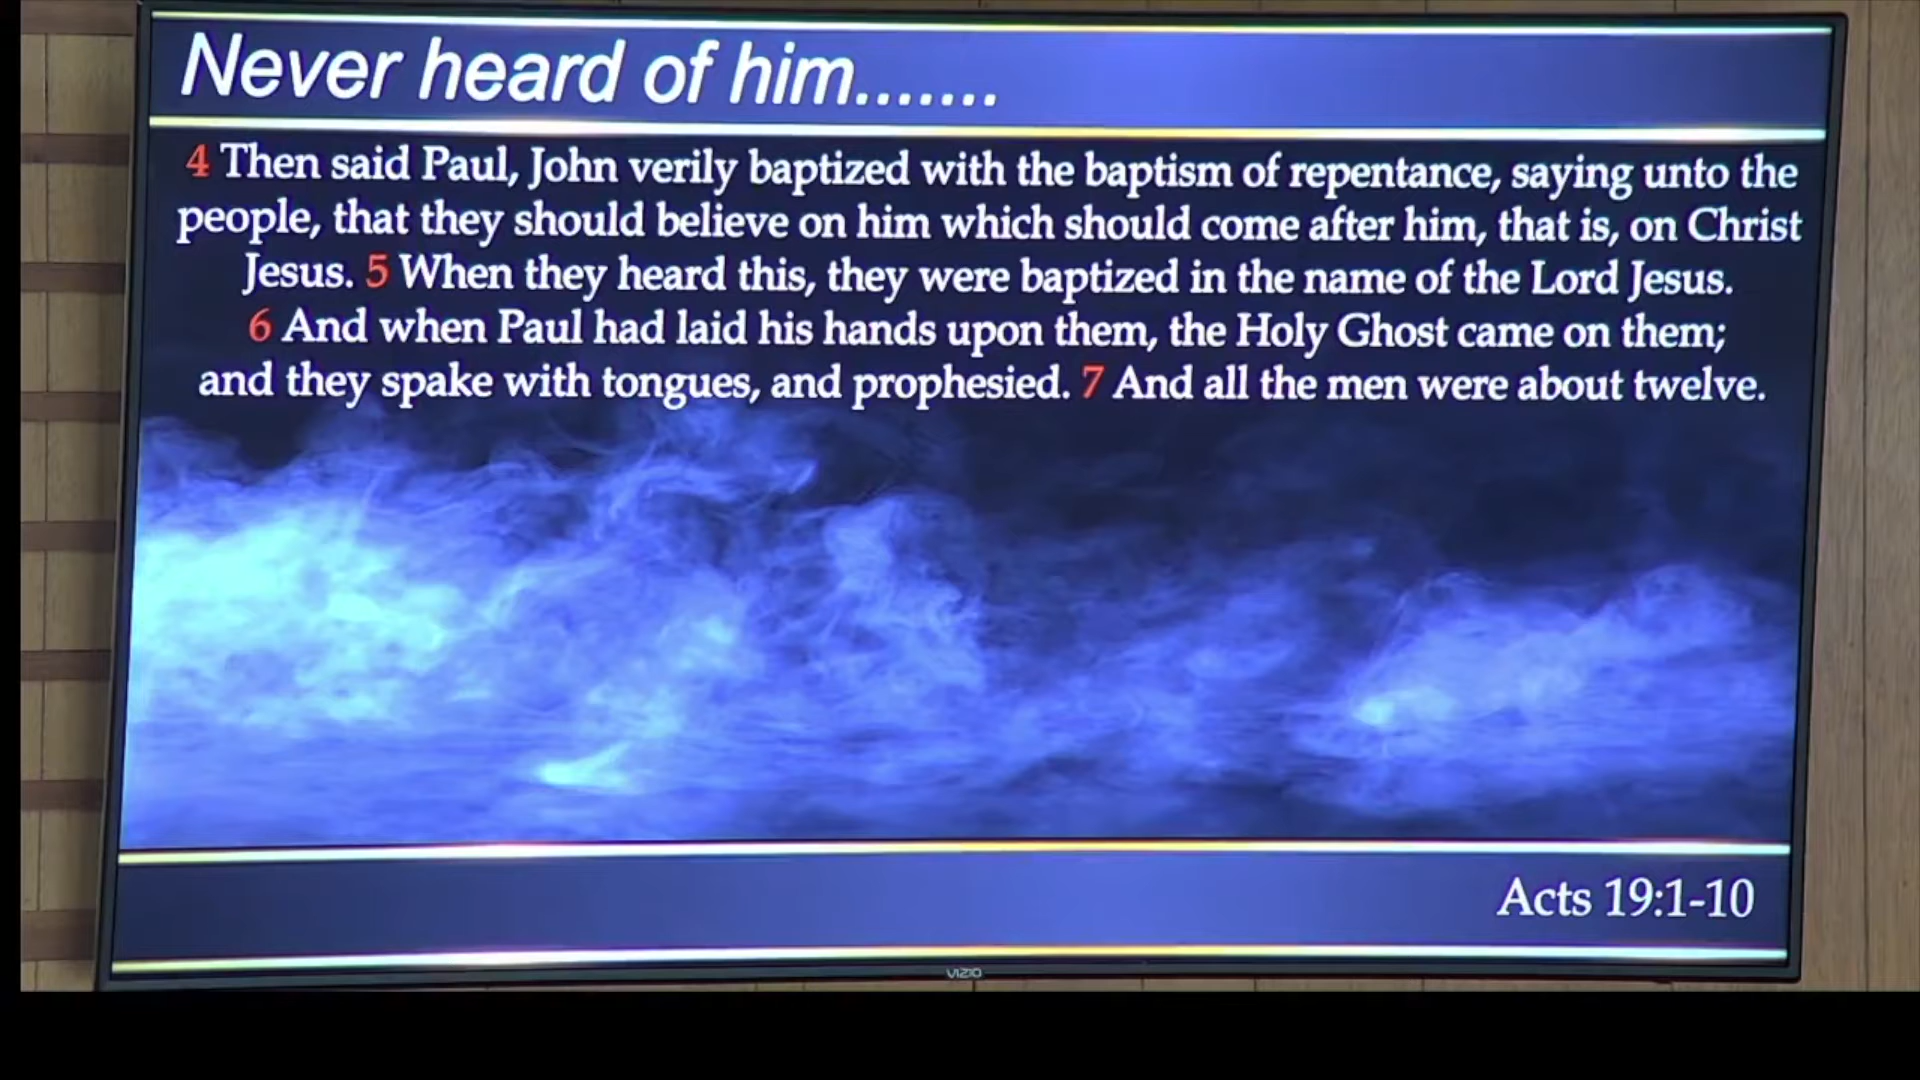 Never heard of him.......
4 Then said Paul, John verily baptized with the baptism of repentance, saying unto the
people, that they should believe on him which should come after him, that is, on Christ
Jesus. 5 When they heard this, they were baptized in the name of the Lord Jesus.
6 And when Paul had laid his hands upon them, the Holy Ghost came on them;
and they spake with tongues, and prophesied. 7 And all the men were about twelve.
Acts 19:1-10
VIZIO